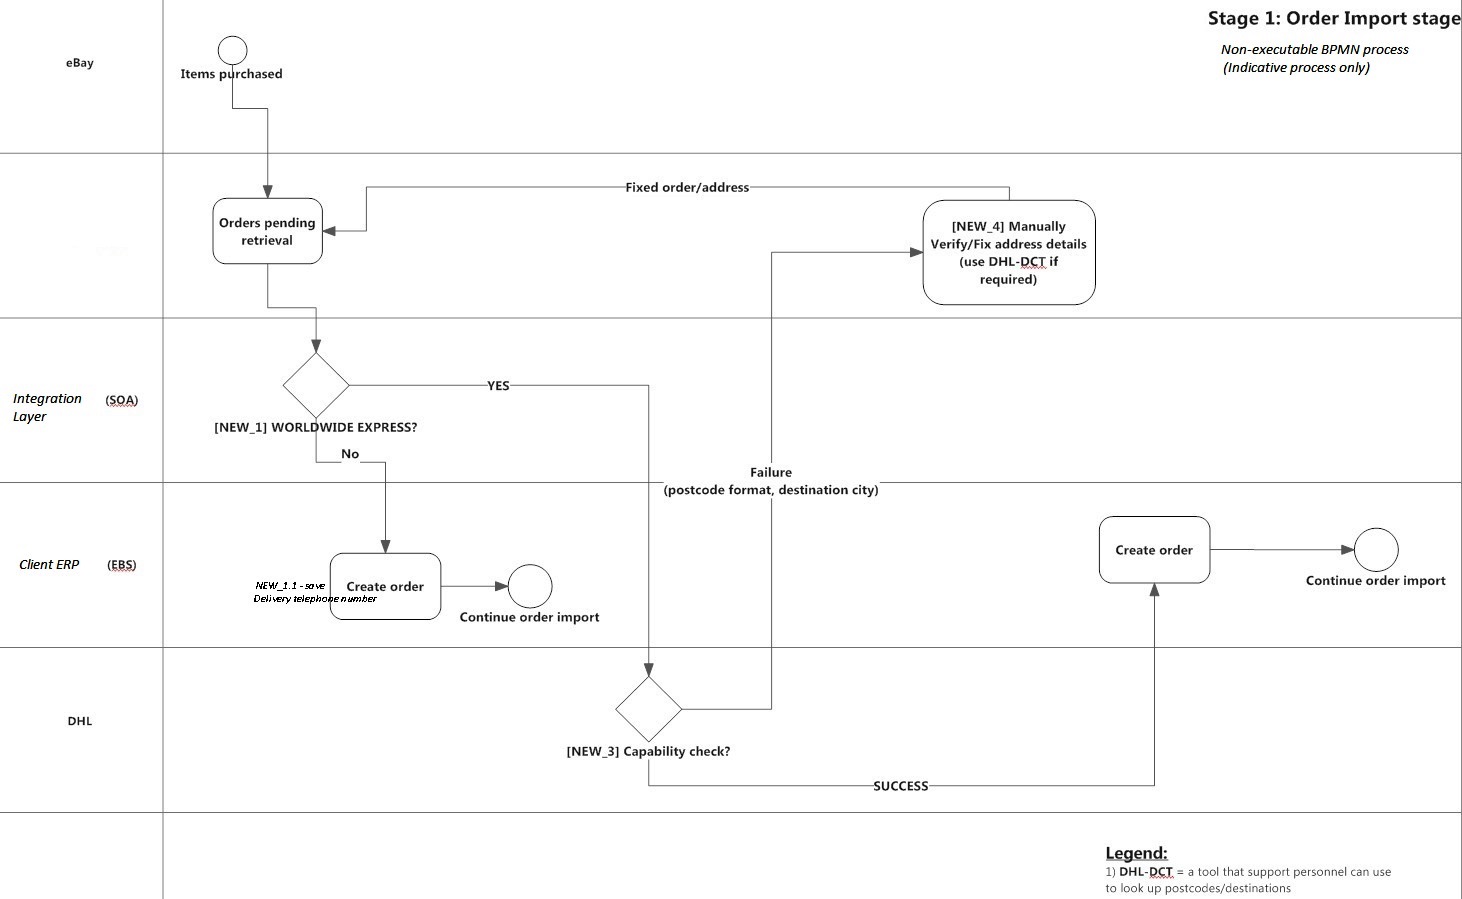 Stage 1: Order Import stage
Non-executable BPMN process
(Indicative process only)
eBay
Items purchased
Fixed order/address
Orders pending
retrieval
[NEW_4] Manually
Verify/Fix address details
(use DHL-DCT if
required)
Integration (SOA)
Layer
YES
[NEW_1] WORLDWIDE EXPRESS?
No
Failure
(postcode format, destination city)
Client ERP (EBS)
NEW_1.1 - save
Delivery telephone number
Create order
Continue order import
Create order
Continue order import
DHL
[NEW_3] Capability check?
SUCCESS
Legend:
1) DHL-DCT = a tool that support personnel can use
to look up postcodes/destinations